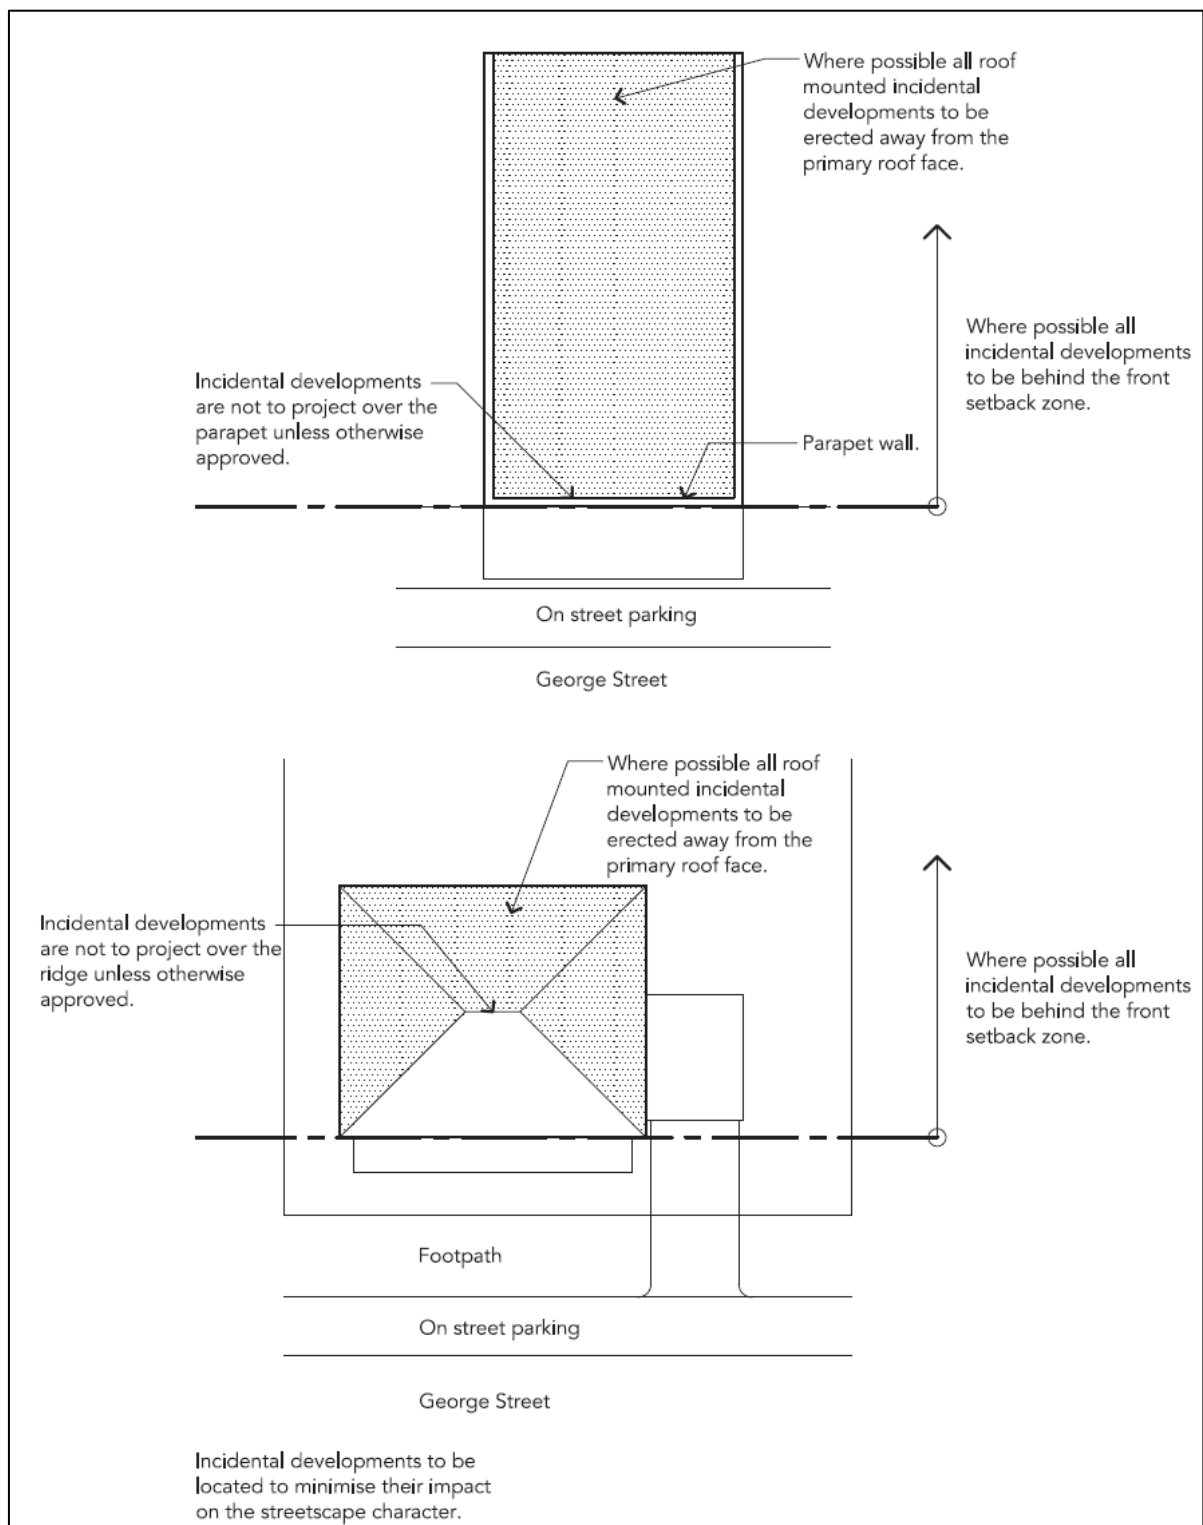 Where possible all roof
mounted incidental
developments to be
erected away from the
primary roof face.
Where possible all
incidental developments
to be behind the front
setback zone.
Incidental developments
are not to project over the
parapet unless otherwise
approved.
Parapet wall.
On street parking
George Street
Where possible all roof
mounted incidental
developments to be
erected away from the
primary roof face.
Incidental developments
are not to project over the
ridge unless otherwise
approved.
Where possible all
incidental developments
to be behind the front
setback zone.
Footpath
On street parking
George Street
Incidental developments to be
located to minimise their impact
on the streetscape character.